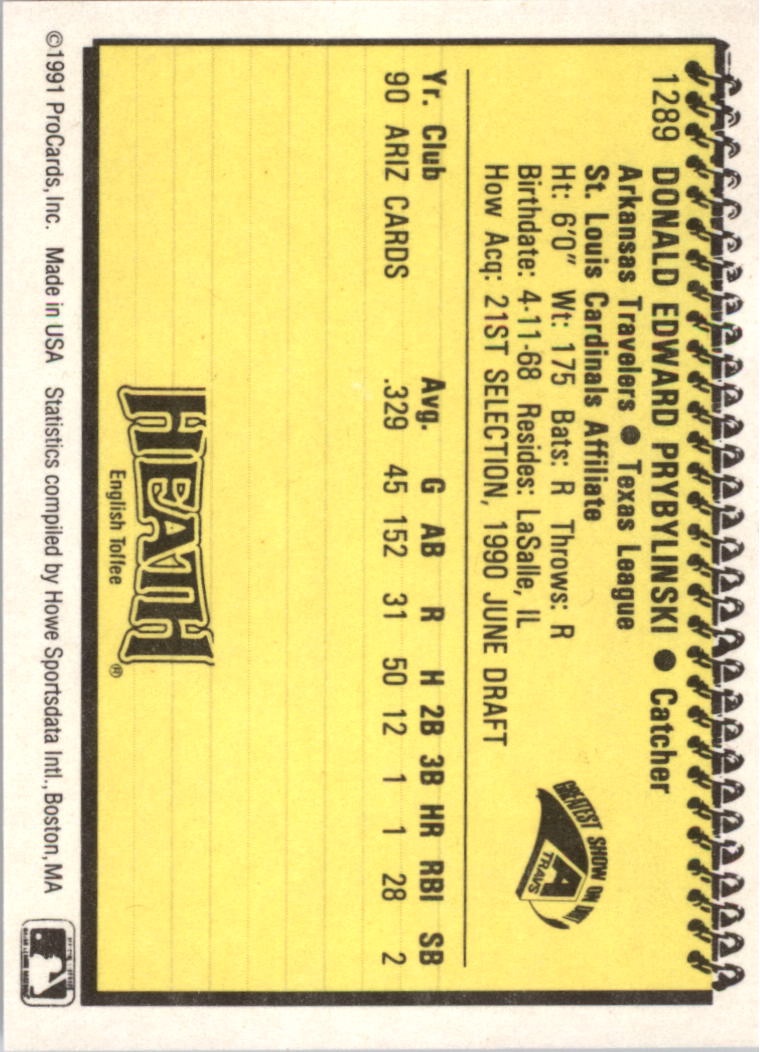 1289 DONALD EDWARD PRYBYLINSKI ● Catcher
Arkansas Travelers ● Texas League
St. Louis Cardinals Affiliate
Ht: 6'0" Wt: 175 Bats: R Throws: R
Birthdate: 4-11-68 Resides: LaSalle, IL
How Acq: 21ST SELECTION, 1990 JUNE DRAFT
GREATEST SHOW ON DIRT
A
TRAVS
Yr. Club Avg. G AB R H 2B 3B HR RBI SB
90 ARIZ CARDS .329 45 152 31 50 12 1 1 28 2
HEATH®
English Toffee
©1991 ProCards, Inc. Made in USA Statistics compiled by Howe Sportsdata Intl., Boston, MA